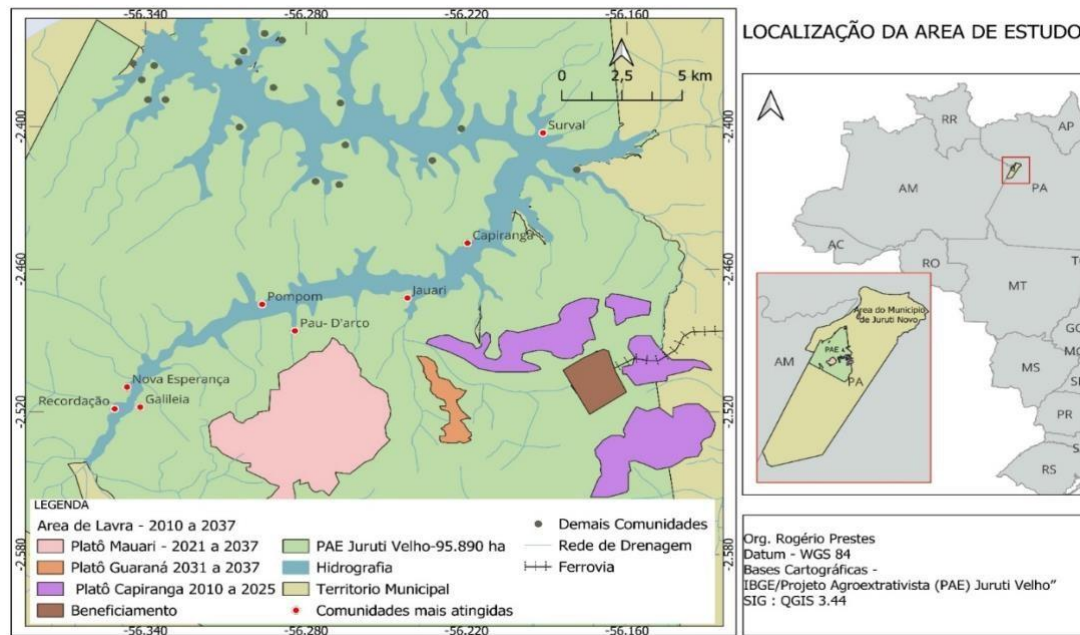 -56.340 -56.280 -56.220 -56.160
0 2,5 5 km
-2.400
-2.400
Surval
Capiranga
-2.460
-2.460
Jauari
Pompom
Pau- D'arco
Nova Esperança
Recordação
Galileia
-2.520
-2.520
LEGENDA
Area de Lavra - 2010 a 2037
Platô Mauari - 2021 a 2037
Platô Guaraná 2031 a 2037
Platô Capiranga 2010 a 2025
Beneficiamento
PAE Juruti Velho-95.890 ha
Hidrografia
Territorio Municipal
Comunidades mais atingidas
Demais Comunidades
Rede de Drenagem
Ferrovia
-2.580
-2.580
-56.340 -56.280 -56.220 -56.160
LOCALIZAÇÃO DA AREA DE ESTUDO
RR
AP
AM
PA
AC
RO
MT
MS
PR
RS
Area do Municipio
de Juruti Novo
PAE
AM
PA
Org. Rogério Prestes
Datum - WGS 84
Bases Cartográficas -
IBGE/Projeto Agroextrativista (PAE) Juruti Velho"
SIG : QGIS 3.44